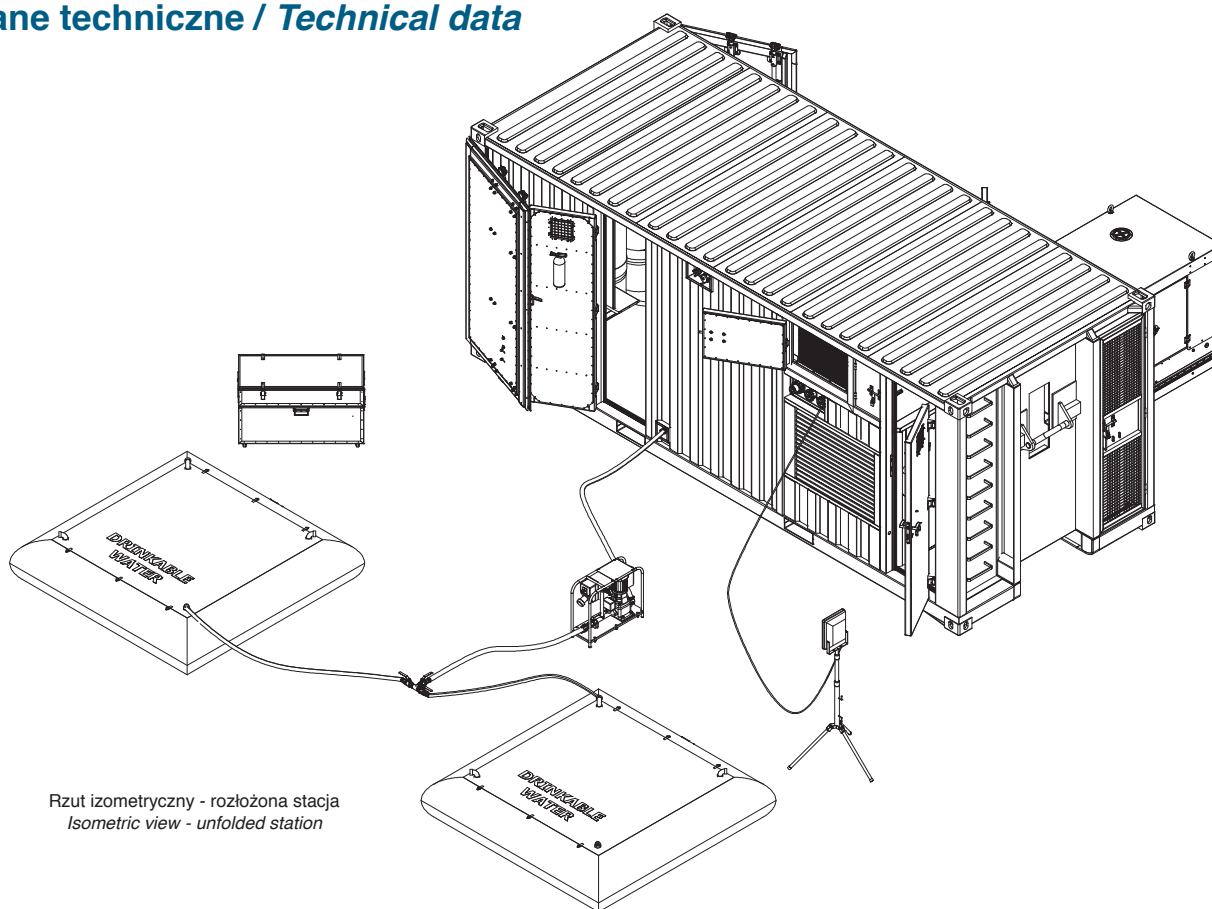 ane techniczne / Technical data
DRINKABLE
WATER
DRINKABLE
WATER
Rzut izometryczny - rozłożona stacja
Isometric view - unfolded station